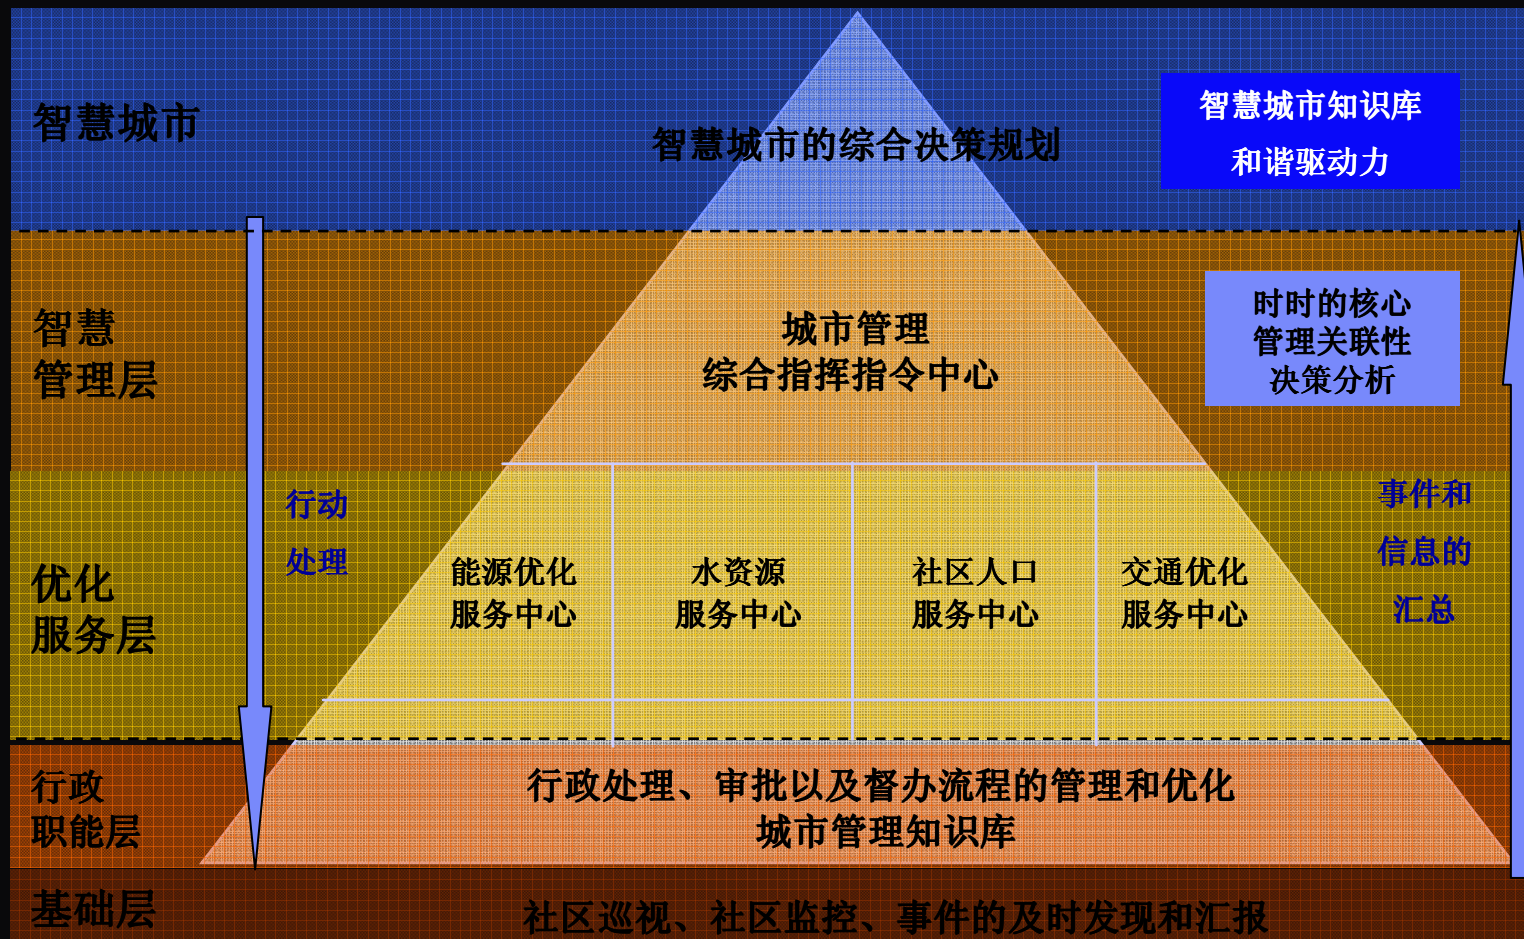 智慧城市
智慧城市的综合决策规划
智慧城市知识库
和谐驱动力
智慧
管理层
城市管理
综合指挥指令中心
时时的核心
管理关联性
决策分析
优化
服务层
行动
处理
能源优化
服务中心
水资源
服务中心
社区人口
服务中心
交通优化
服务中心
事件和
信息的
汇总
行政
职能层
行政处理、审批以及督办流程的管理和优化
城市管理知识库
基础层
社区巡视、社区监控、事件的及时发现和汇报